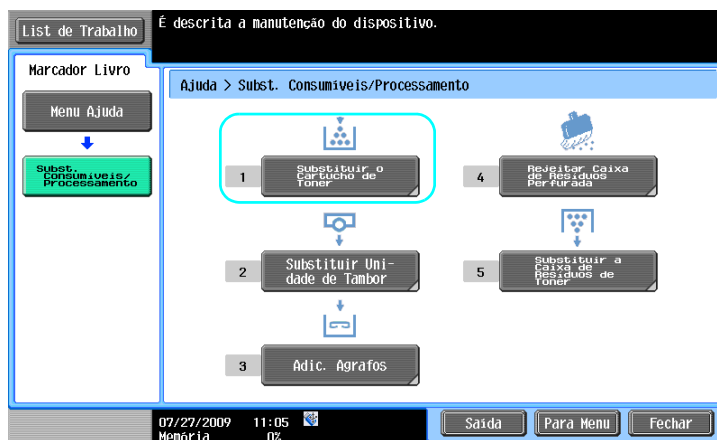 List de Trabalho
É descrita a manutenção do dispositivo.
Marcador Livro
Menu Ajuda
Subst.
Consumíveis/
Processamento
Ajuda > Subst. Consumíveis/Processamento
1
Substituir o
Cartucho de
Toner
4
Rejeitar Caixa
de Resíduos
Perfurada
2
Substituir Uni-
dade de Tambor
5
Substituir a
Caixa de
Resíduos de
Toner
3
Adic. Agrafos
07/27/2009 11:05
Memória 0%
Saída
Para Menu
Fechar